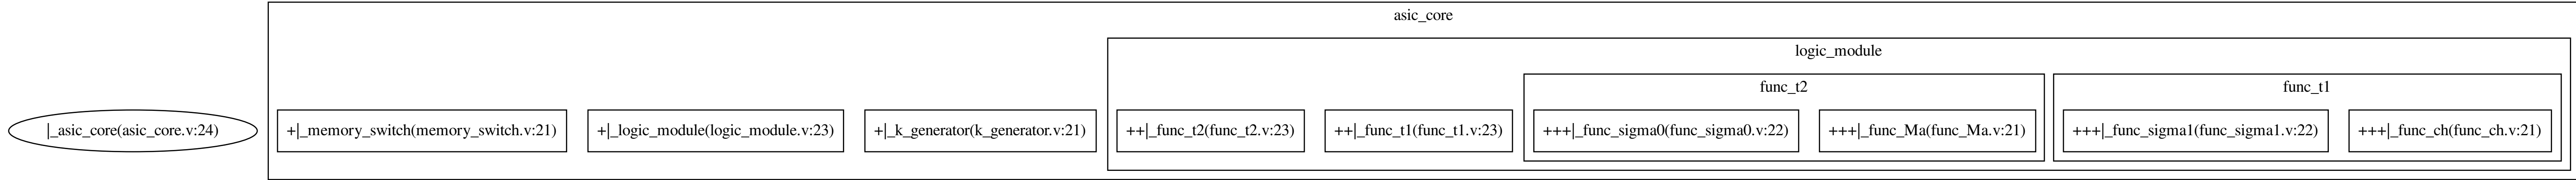 asic_core
logic_module
func_t2
func_t1
|_asic_core(asic_core.v:24)
+|_memory_switch(memory_switch.v:21)
+|_logic_module(logic_module.v:23)
+|_k_generator(k_generator.v:21)
++|_func_t2(func_t2.v:23)
++|_func_t1(func_t1.v:23)
+++|_func_sigma0(func_sigma0.v:22)
+++|_func_Ma(func_Ma.v:21)
+++|_func_sigma1(func_sigma1.v:22)
+++|_func_ch(func_ch.v:21)